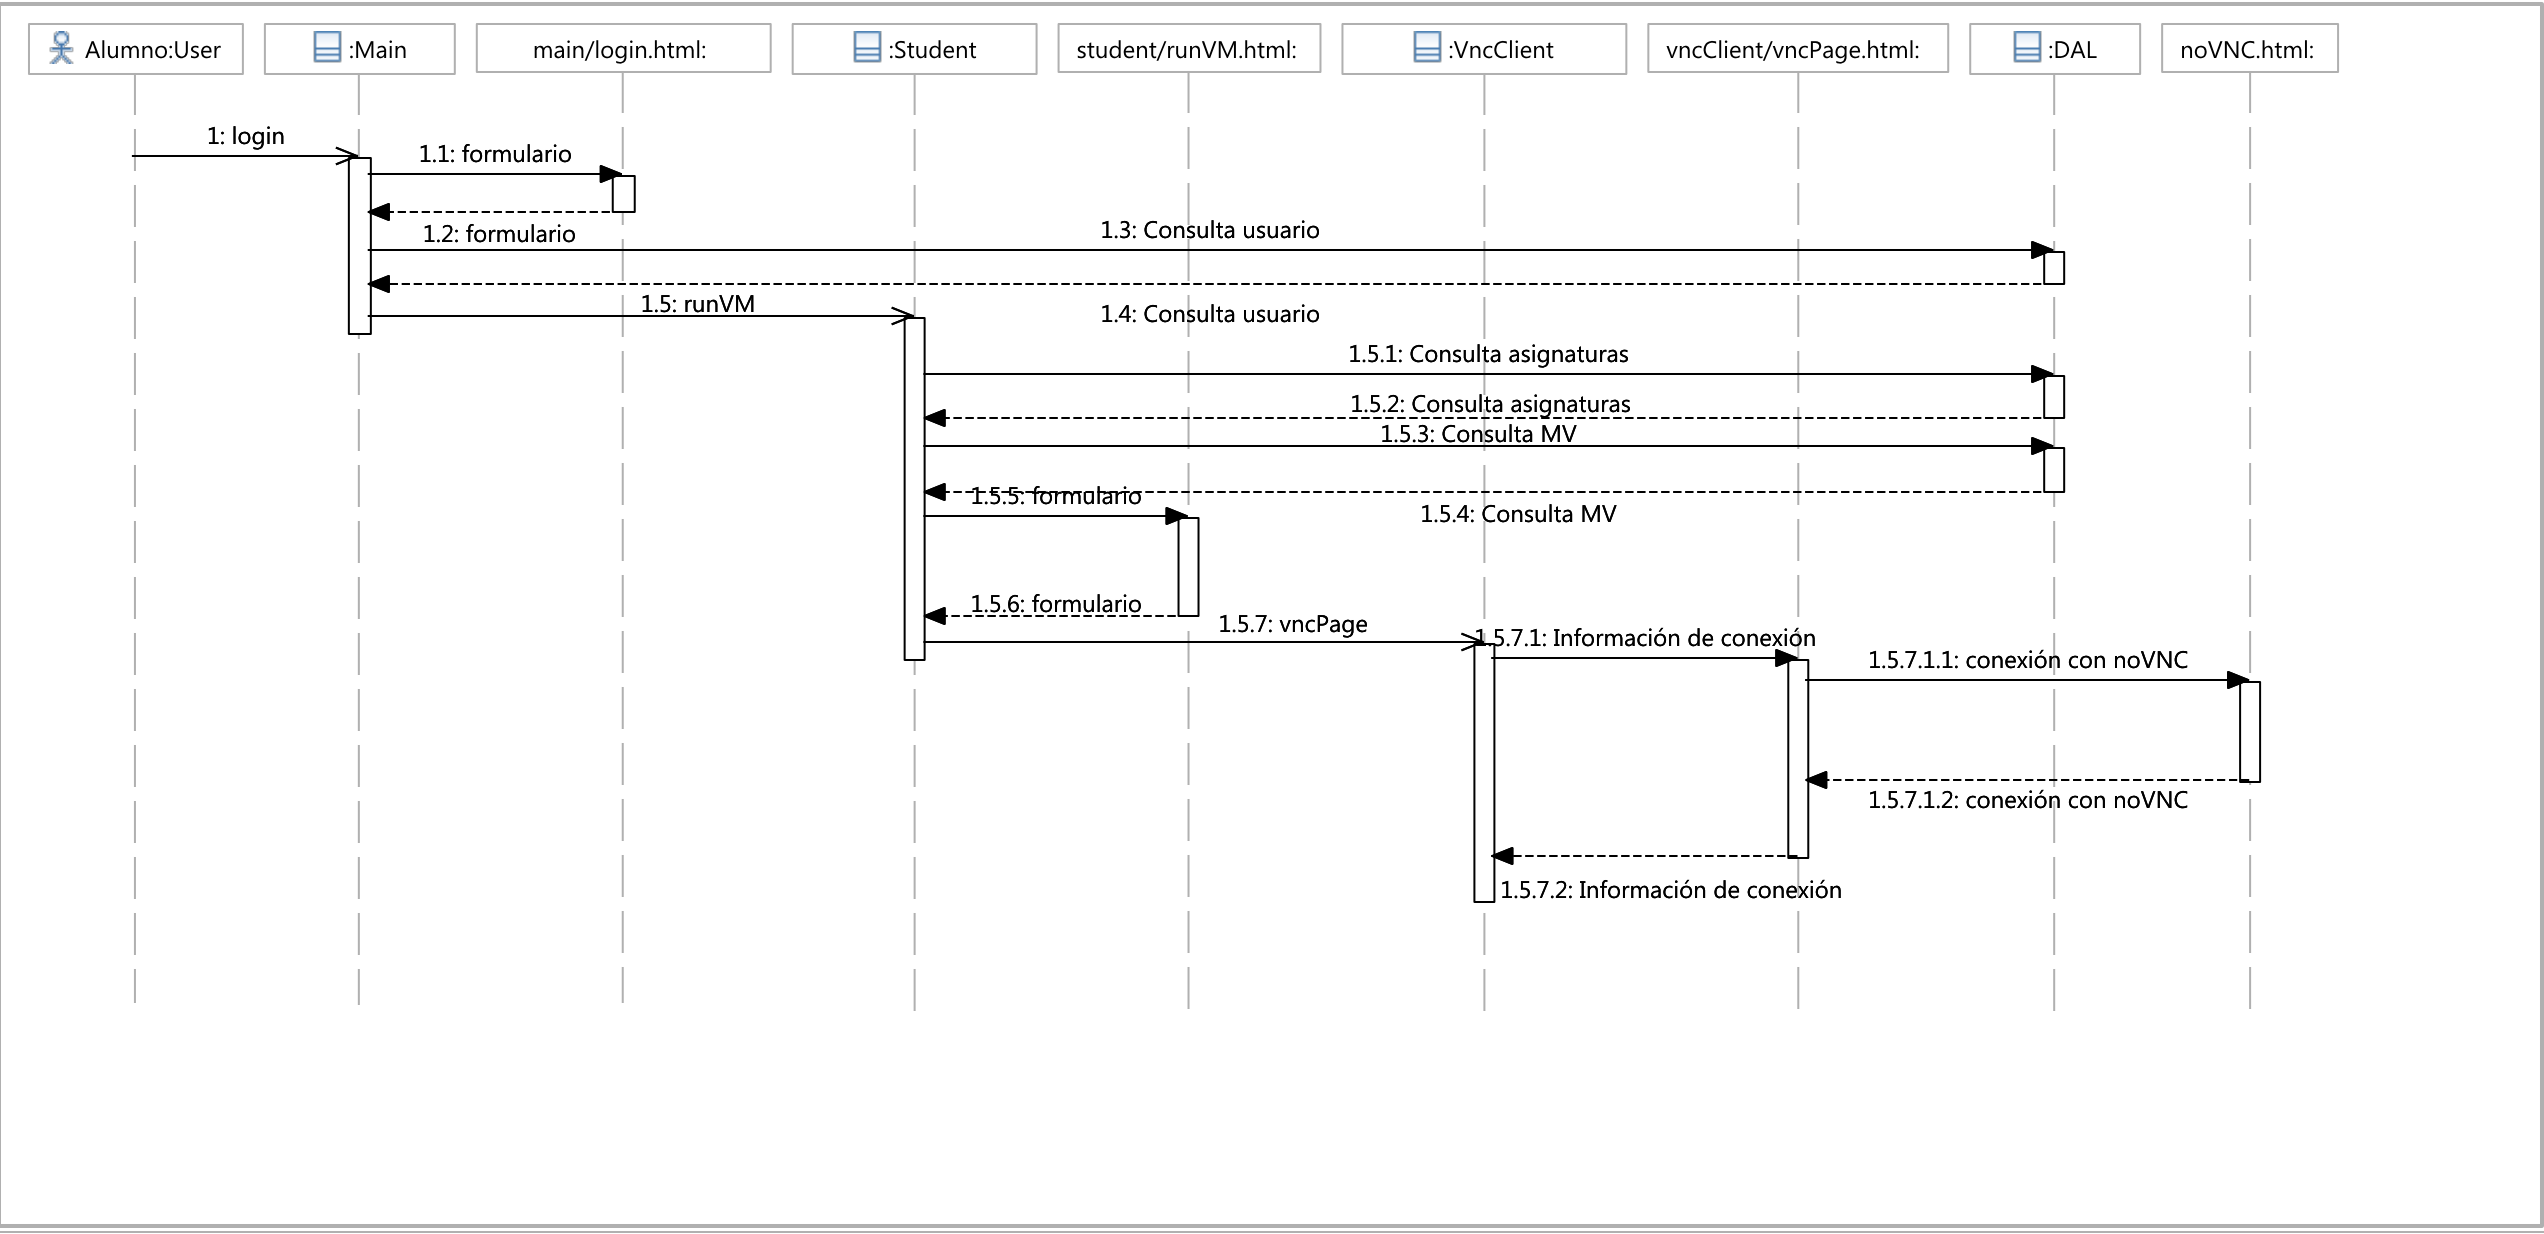 Alumno:User
:Main
main/login.html:
:Student
student/runVM.html:
:VncClient
vncClient/vncPage.html:
:DAL
noVNC.html:
1: login
1.1: formulario
1.2: formulario
1.3: Consulta usuario
1.5: runVM
1.4: Consulta usuario
1.5.1: Consulta asignaturas
1.5.2: Consulta asignaturas
1.5.3: Consulta MV
1.5.5: formulario
1.5.4: Consulta MV
1.5.6: formulario
1.5.7: vncPage
1.5.7.1: Información de conexión
1.5.7.1.1: conexión con noVNC
1.5.7.1.2: conexión con noVNC
1.5.7.2: Información de conexión